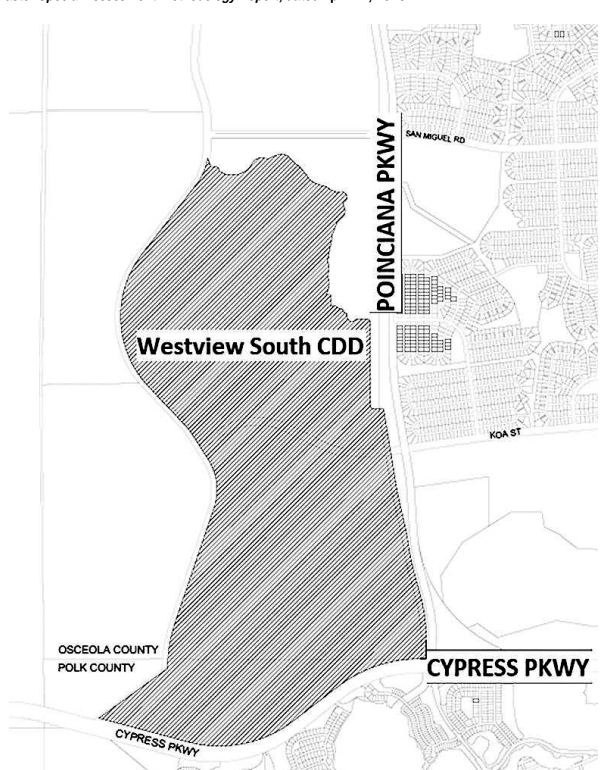 SAN MIGUEL RD
POINCIANA PKWY
Westview South CDD
KOA ST
OSCEOLA COUNTY
POLK COUNTY
CYPRESS PKWY
CYPRESS PKWY